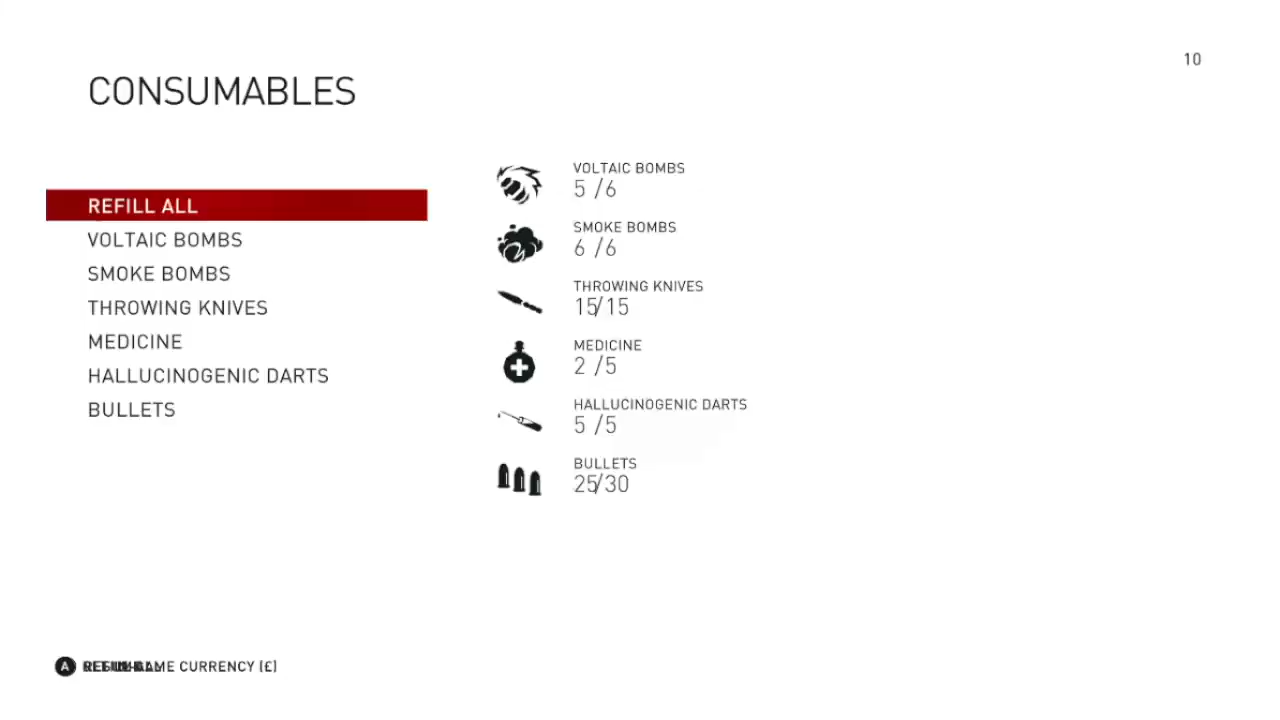 10
CONSUMABLES
REFILL ALL
VOLTAIC BOMBS
SMOKE BOMBS
THROWING KNIVES
MEDICINE
HALLUCINOGENIC DARTS
BULLETS
VOLTAIC BOMBS
5 /6
SMOKE BOMBS
6 /6
THROWING KNIVES
15/15
MEDICINE
2 /5
HALLUCINOGENIC DARTS
5 /5
BULLETS
25/30
A CURRENCY (£)